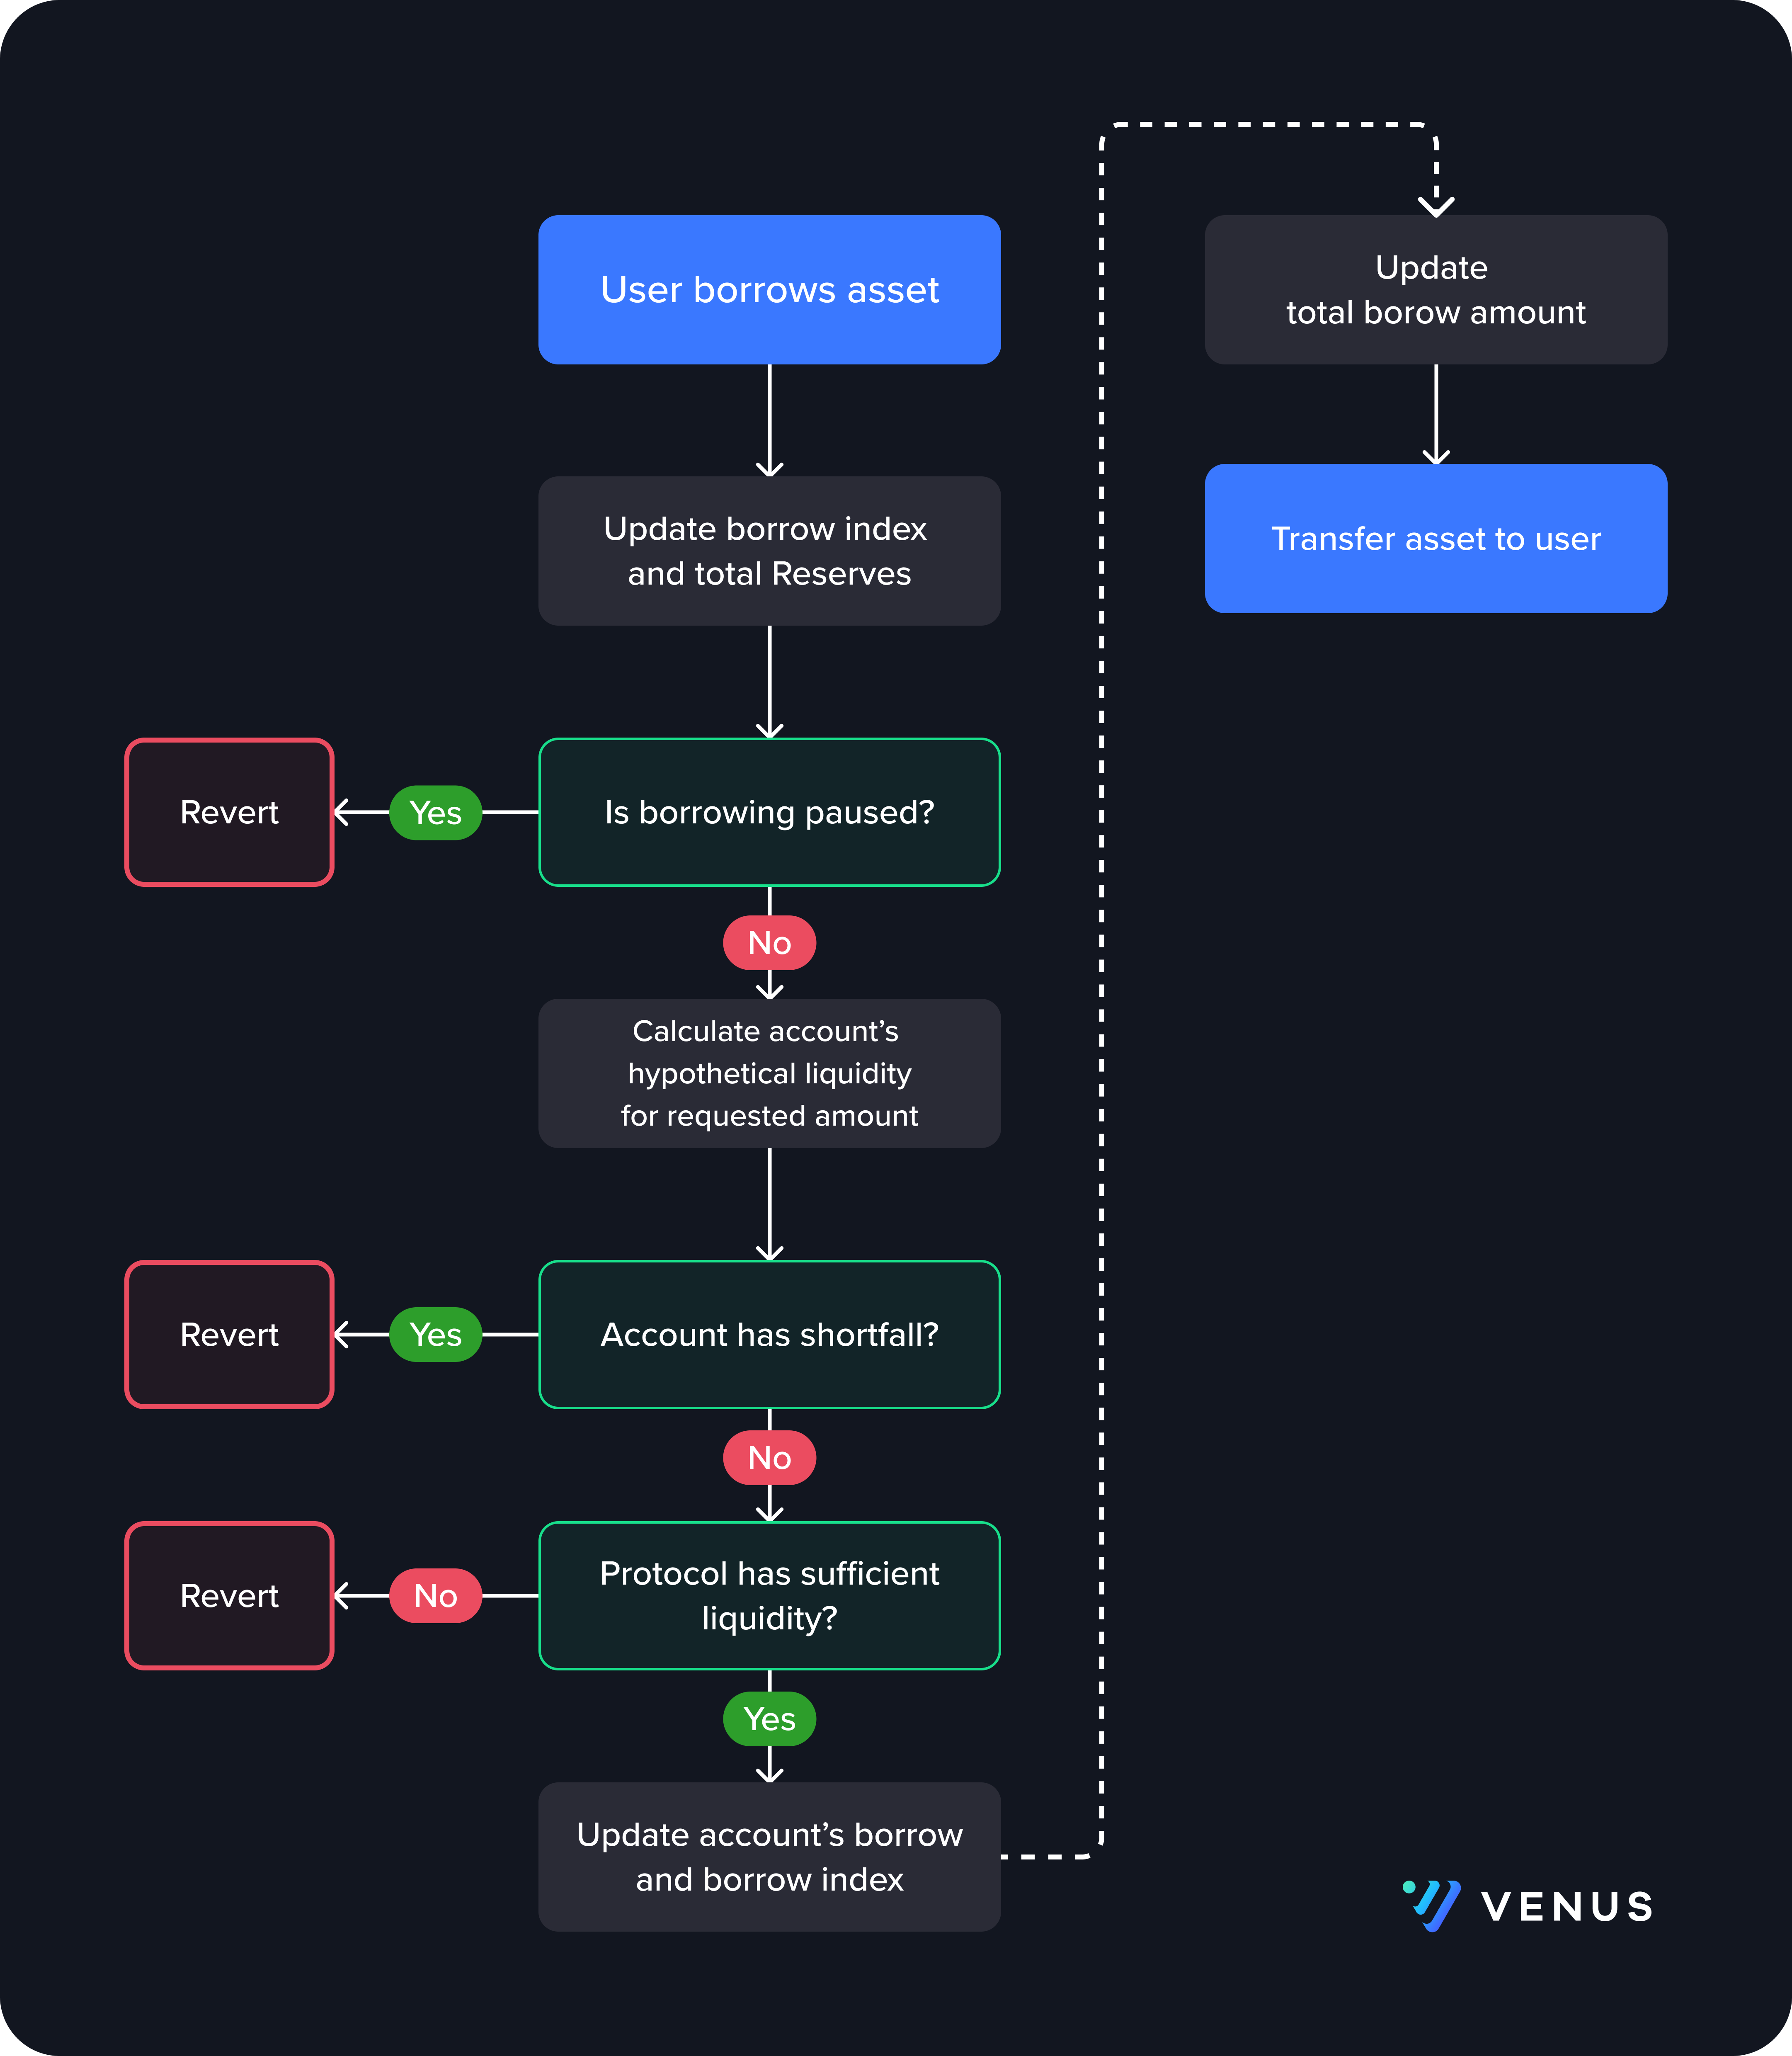 User borrows asset
Update borrow index
and total Reserves
Is borrowing paused?
Yes
Revert
No
Calculate account’s
hypothetical liquidity
for requested amount
Account has shortfall?
Yes
Revert
No
Protocol has sufficient
liquidity?
No
Revert
Yes
Update account’s borrow
and borrow index
Update
total borow amount
Transfer asset to user
VENUS